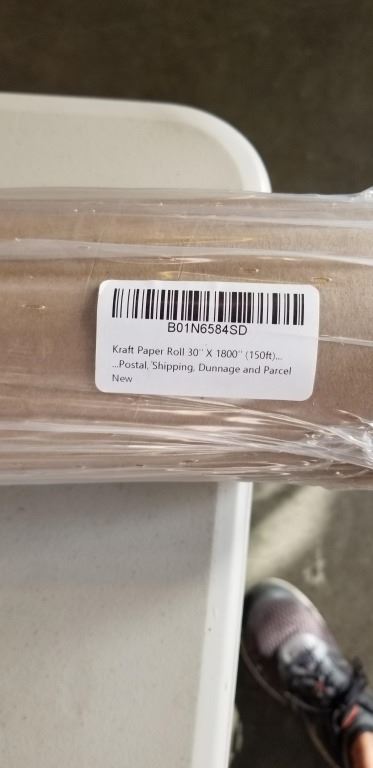 B01N6584SD
Kraft Paper Roll 30'' X 1800'' (150ft)...
...Postal, Shipping, Dunnage and Parcel
New